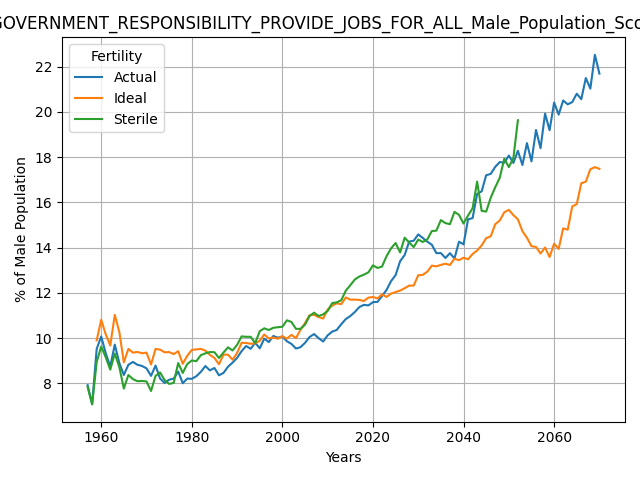 GOVERNMENT_RESPONSIBILITY_PROVIDE_JOBS_FOR_ALL_Male_Population_Sco
Fertility
Actual
Ideal
Sterile
22
20
18
16
14
12
10
8
% of Male Population
1960 1980 2000 2020 2040 2060
Years